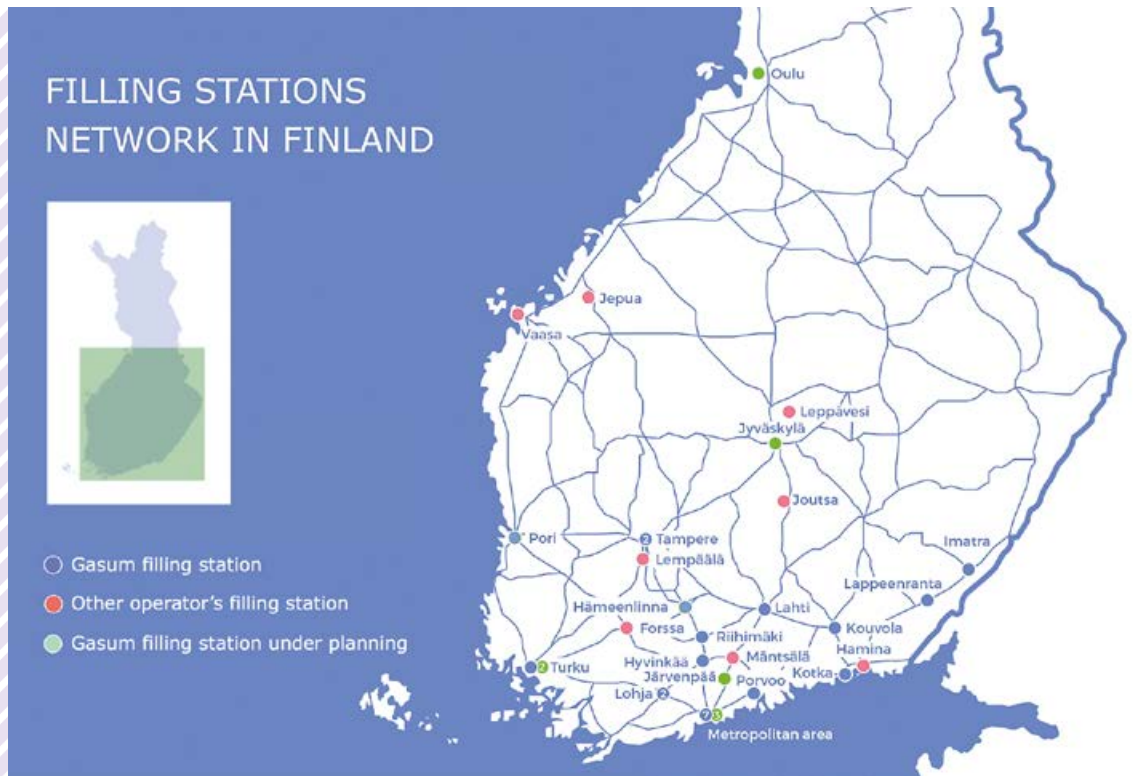 FILLING STATIONS
NETWORK IN FINLAND
Oulu
Jepua
Vaasa
Leppävesi
Jyväskylä
Joutsa
Pori
2 Tampere
Imatra
Lempäälä
Gasum filling station
Lappeenranta
Other operator's filling station
Hämeenlinna
Lahti
Forssa
Riihimäki
Kouvola
Gasum filling station under planning
Hyvinkää
Mäntsälä
Hamina
2 Turku
Järvenpää
Porvoo
Kotka
Lohja 2
7 3
Metropolitan area